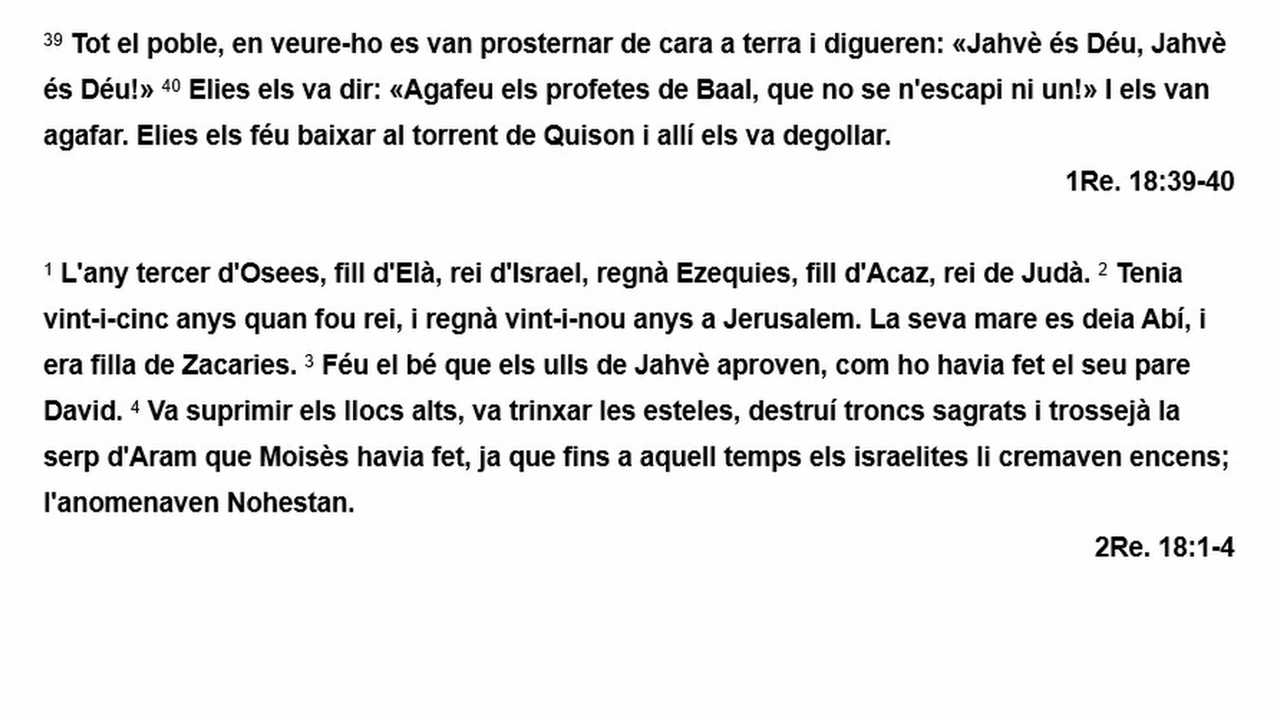 39 Tot el poble, en veure-ho es van prosternar de cara a terra i digueren: «Jahvè és Déu, Jahvè
és Déu!» 40 Elies els va dir: «Agafeu els profetes de Baal, que no se n'escapi ni un!» I els van
agafar. Elies els féu baixar al torrent de Quison i allí els va degollar.
1Re. 18:39-40
1 L'any tercer d'Osees, fill d'Elà, rei d'Israel, regnà Ezequies, fill d'Acaz, rei de Judà. 2 Tenia
vint-i-cinc anys quan fou rei, i regnà vint-i-nou anys a Jerusalem. La seva mare es deia Abí, i
era filla de Zacaries. 3 Féu el bé que els ulls de Jahvè aproven, com ho havia fet el seu pare
David. 4 Va suprimir els llocs alts, va trinxar les esteles, destruí troncs sagrats i trossejà la
serp d'Aram que Moisès havia fet, ja que fins a aquell temps els israelites li cremaven encens;
l'anomenaven Nohestan.
2Re. 18:1-4